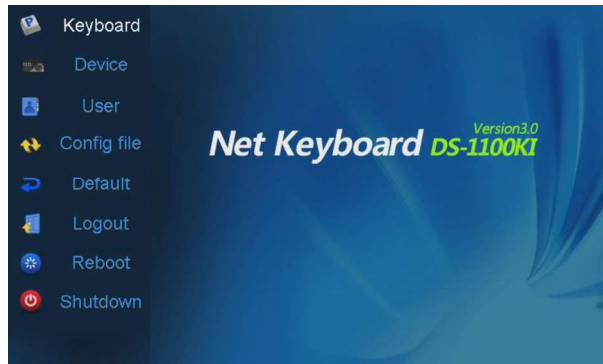 Keyboard
Device
User
Config file
Default
Logout
Reboot
Shutdown
Version3.0
Net Keyboard DS-1100KI